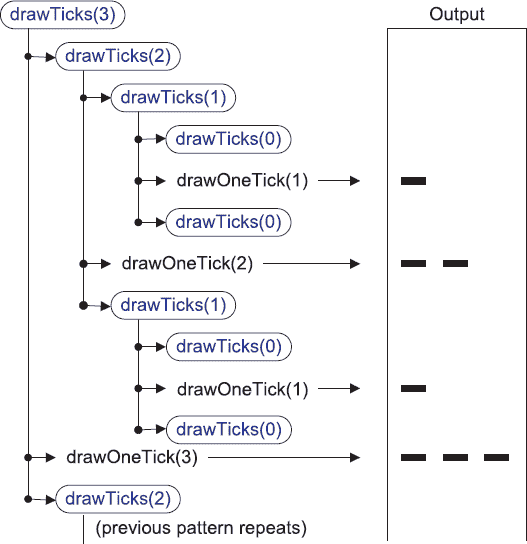 drawTicks(3)
Output
drawTicks(2)
drawTicks(1)
drawTicks(0)
drawOneTick(1)
drawTicks(0)
drawOneTick(2)
drawTicks(1)
drawTicks(0)
drawOneTick(1)
drawTicks(0)
drawOneTick(3)
drawTicks(2)
(previous pattern repeats)